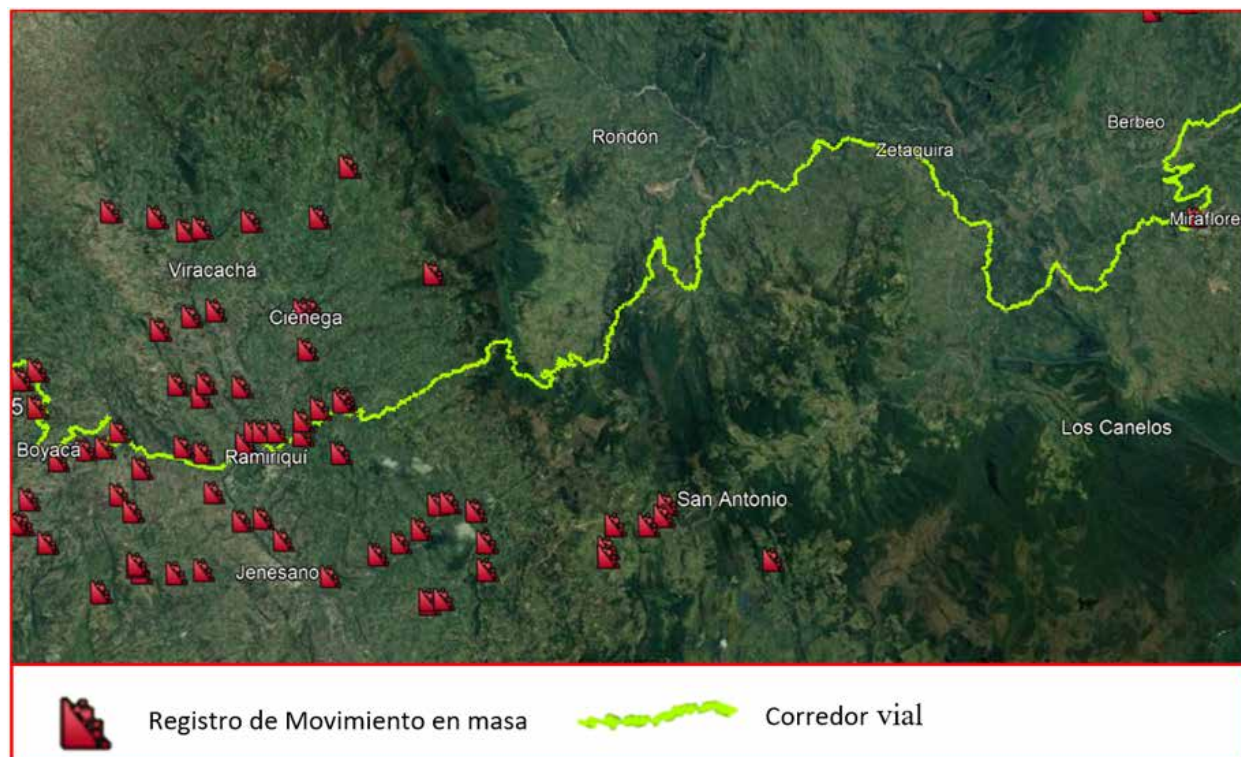 Rondón
Zetaquira
Berbeo
Miraflore
Viracachá
Ciénega
5
Boyacá
Ramiriquí
Los Canelos
San Antonio
Jenesano
Registro de Movimiento en masa
Corredor vial